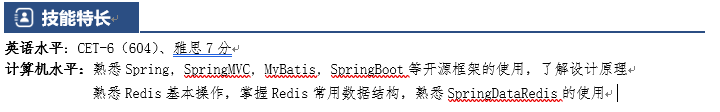 技能特长
英语水平：CET-6（604）、雅思 7 分
计算机水平：熟悉 Spring，SpringMVC，MyBatis，SpringBoot 等开源框架的使用，了解设计原理
熟悉 Redis 基本操作，掌握 Redis 常用数据结构，熟悉 SpringDataRedis 的使用